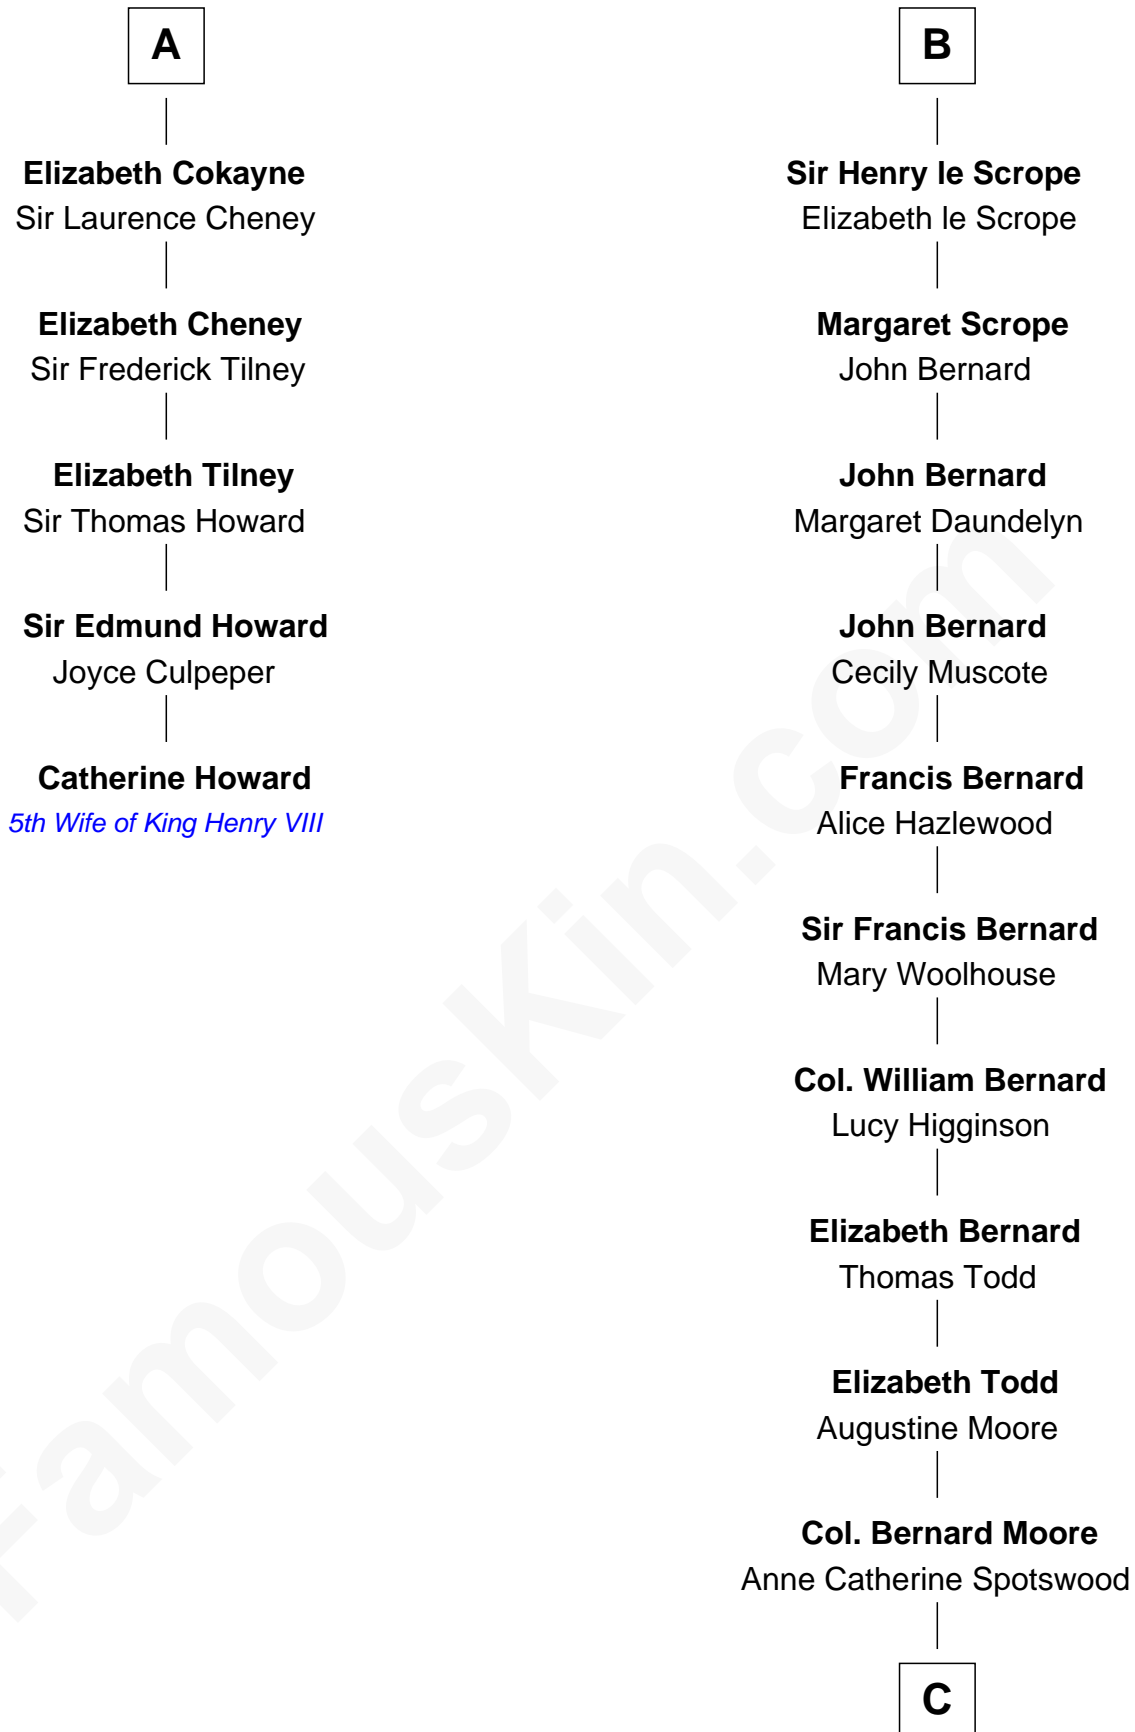 A
Elizabeth Cokayne
Sir Laurence Cheney
Elizabeth Cheney
Sir Frederick Tilney
Elizabeth Tilney
Sir Thomas Howard
Sir Edmund Howard
Joyce Culpeper
Catherine Howard
5th Wife of King Henry VIII
B
Sir Henry le Scrope
Elizabeth le Scrope
Margaret Scrope
John Bernard
John Bernard
Margaret Daundelyn
John Bernard
Cecily Muscote
Francis Bernard
Alice Hazlewood
Sir Francis Bernard
Mary Woolhouse
Col. William Bernard
Lucy Higginson
Elizabeth Bernard
Thomas Todd
Elizabeth Todd
Augustine Moore
Col. Bernard Moore
Anne Catherine Spotswood
C
FamousKin.com